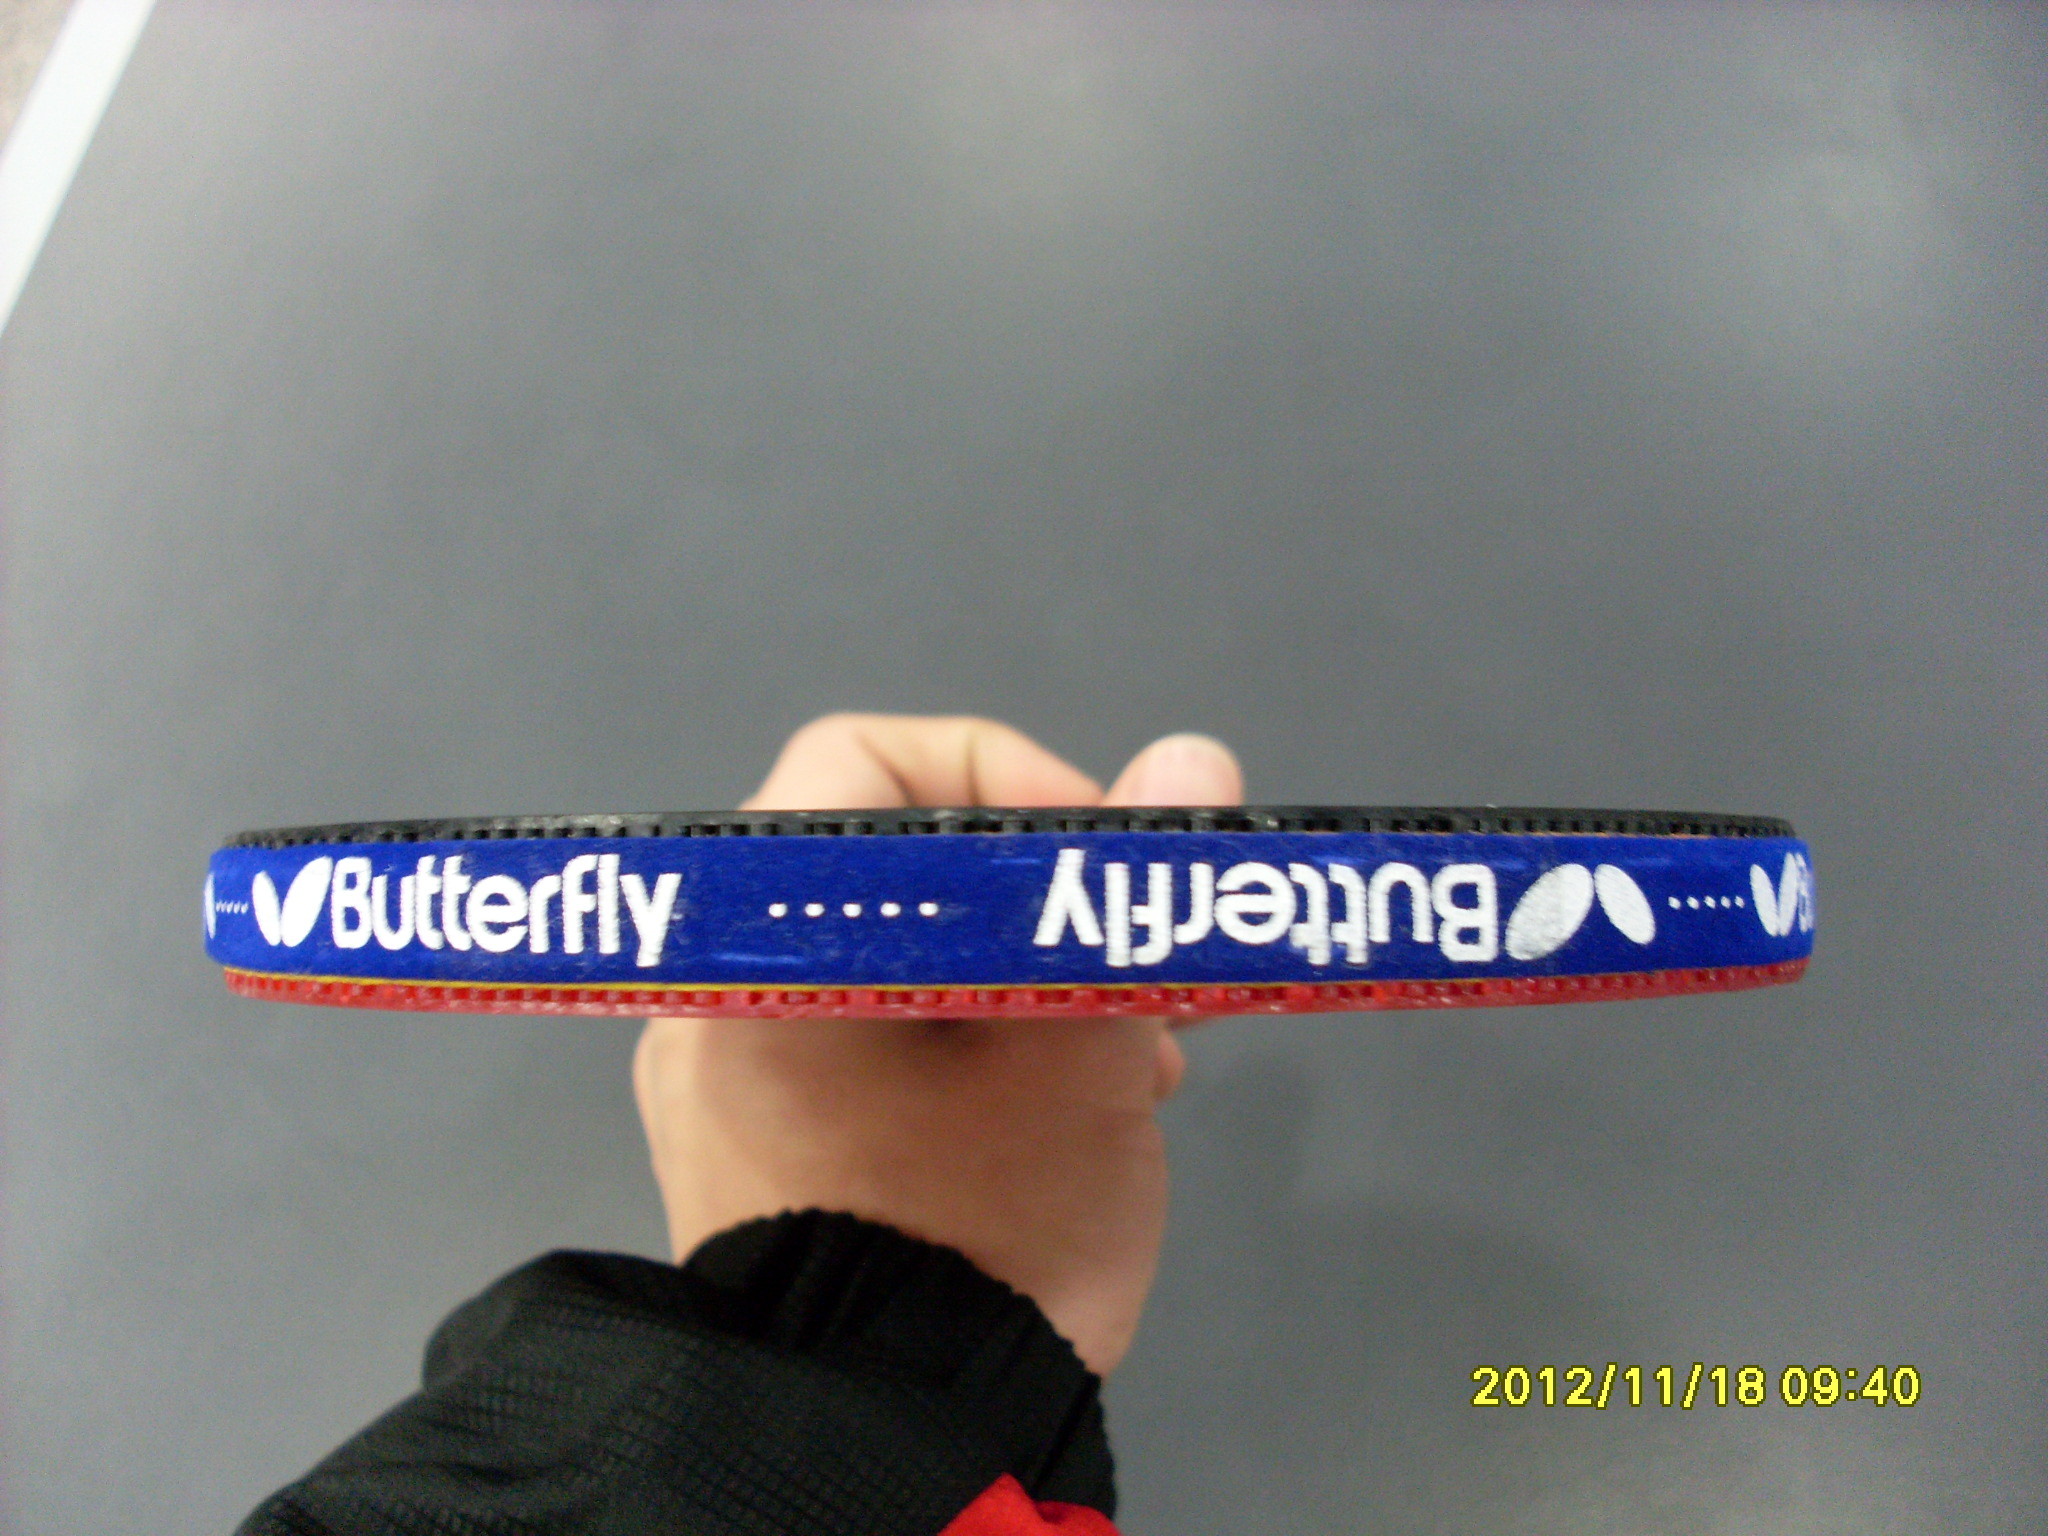 Butterfly ..... Butterfly .....
2012/11/18 09:40